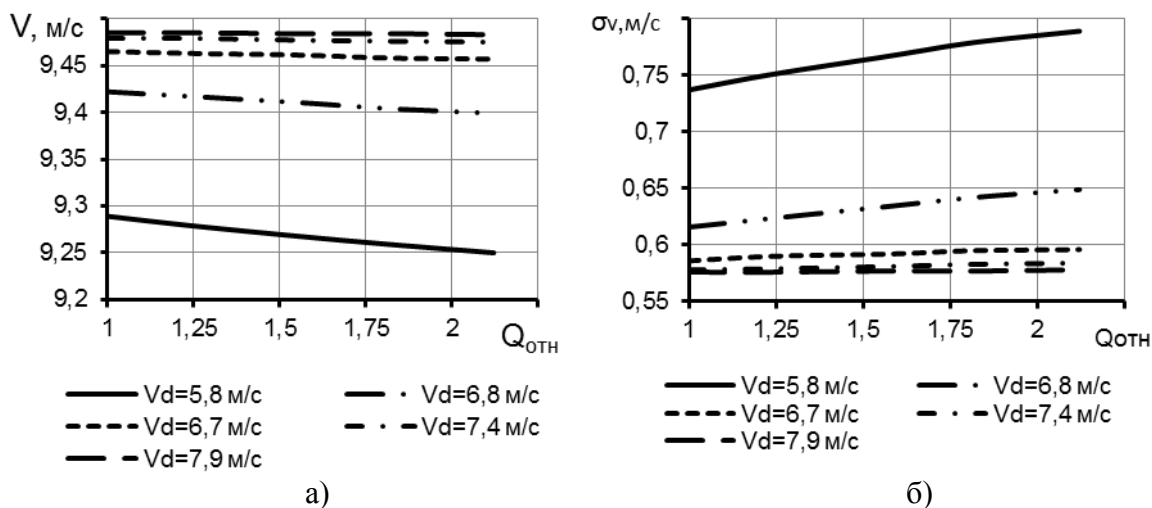 V, м/с
9,45
9,4
9,35
9,3
9,25
9,2
1 1,25 1,5 1,75 2 Qотн
Vd=5,8 м/с Vd=6,8 м/с
Vd=6,7 м/с Vd=7,4 м/с
Vd=7,9 м/с
а)
σv,м/с
0,8
0,75
0,7
0,65
0,6
0,55
1 1,25 1,5 1,75 2 Qотн
Vd=5,8 м/с Vd=6,8 м/с
Vd=6,7 м/с Vd=7,4 м/с
Vd=7,9 м/с
б)